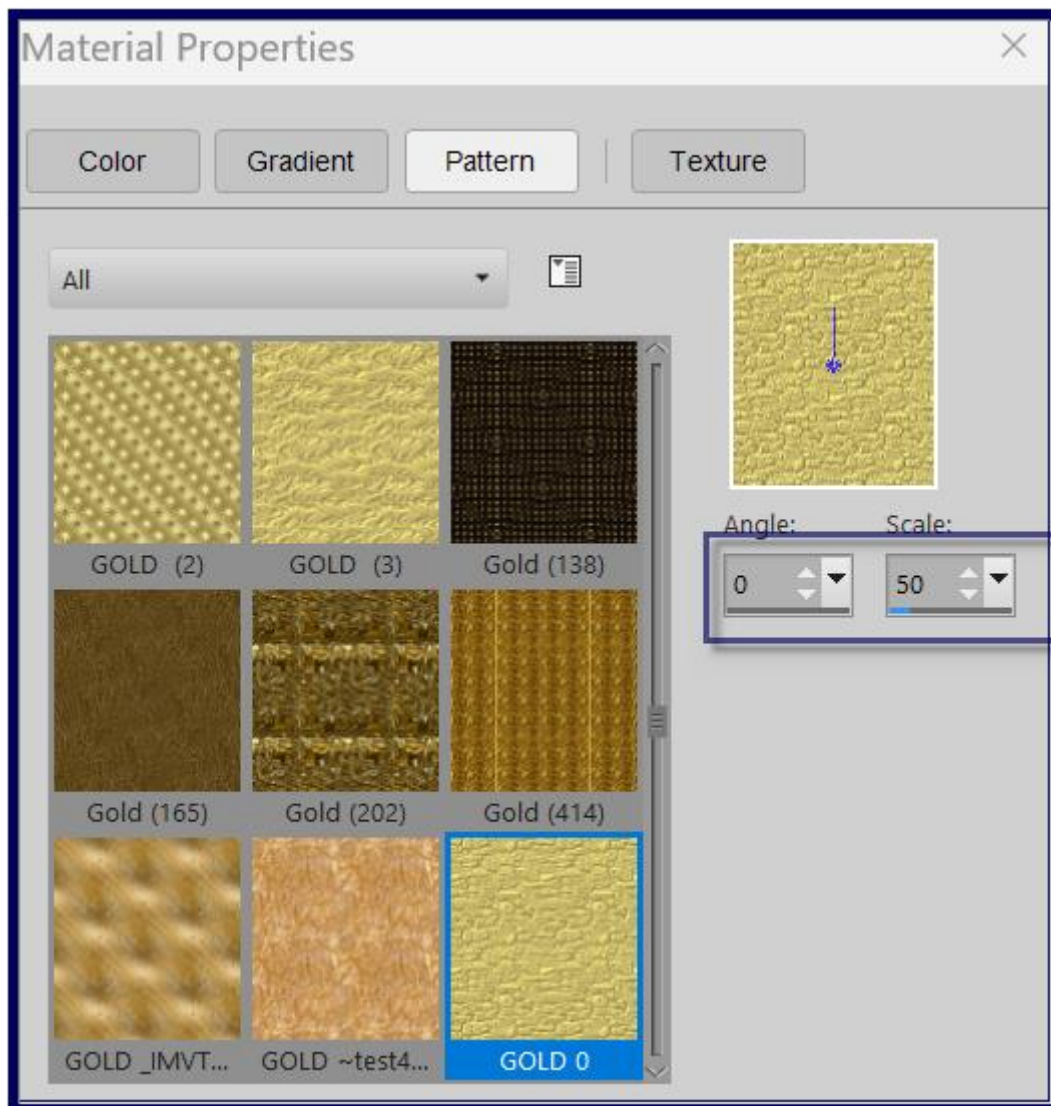 Material Properties
Color Gradient Pattern Texture
All
Angle: Scale:
0 50
GOLD (2) GOLD (3) Gold (138)
Gold (165) Gold (202) Gold (414)
GOLD _IMVT... GOLD ~test4... GOLD 0